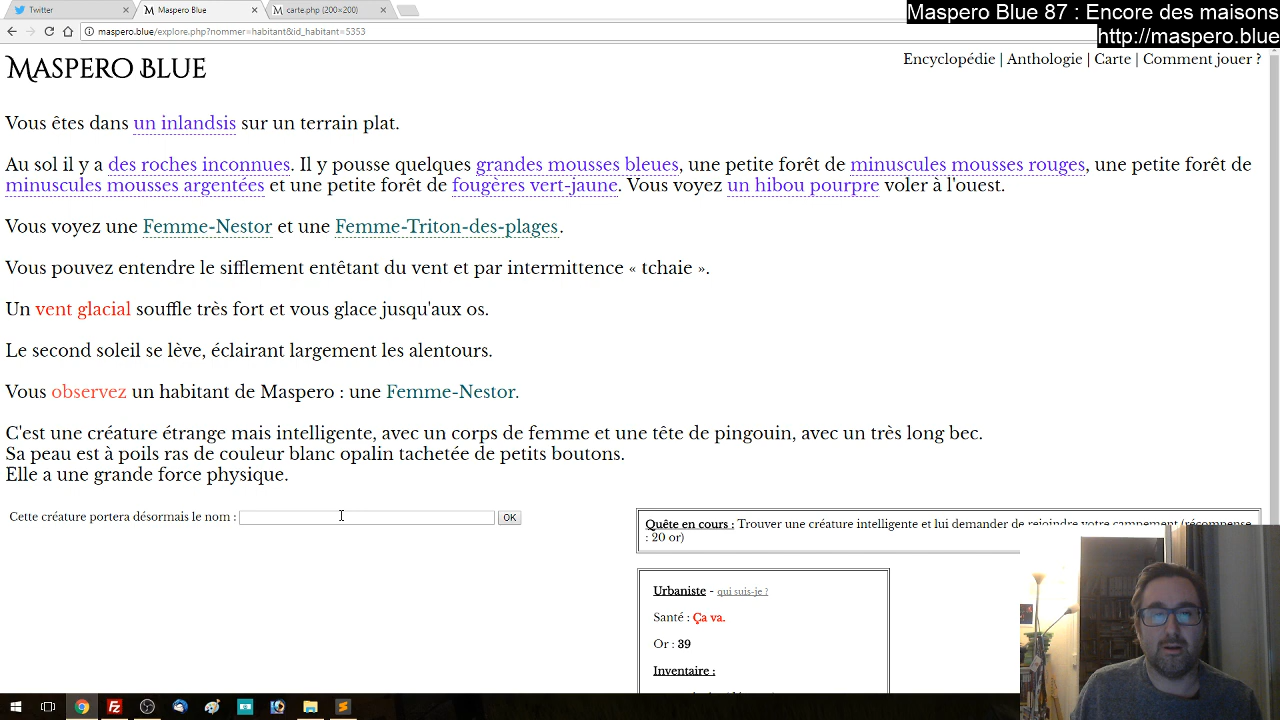 Twitter
Maspero Blue
carte.php (200×200)
Maspero Blue 87 : Encore des maisons
http://maspero.blue
maspero.blue/explore.php?nommer=habitant&id_habitant=5353
Maspero Blue
Encyclopédie | Anthologie | Carte | Comment jouer ?
Vous êtes dans un inlandsis sur un terrain plat.
Au sol il y a des roches inconnues. Il y pousse quelques grandes mousses bleues, une petite forêt de minuscules mousses rouges, une petite forêt de
minuscules mousses argentées et une petite forêt de fougères vert-jaune. Vous voyez un hibou pourpre voler à l'ouest.
Vous voyez une Femme-Nestor et une Femme-Triton-des-plages.
Vous pouvez entendre le sifflement entêtant du vent et par intermittence « tchaie ».
Un vent glacial souffle très fort et vous glace jusqu'aux os.
Le second soleil se lève, éclairant largement les alentours.
Vous observez un habitant de Maspero : une Femme-Nestor.
C'est une créature étrange mais intelligente, avec un corps de femme et une tête de pingouin, avec un très long bec.
Sa peau est à poils ras de couleur blanc opalin tachetée de petits boutons.
Elle a une grande force physique.
Cette créature portera désormais le nom :
OK
Quête en cours : Trouver une créature intelligente et lui demander de rejoindre votre campement (récompense
: 20 or)
Urbaniste - qui suis-je ?
Santé : Ça va.
Or : 39
Inventaire :